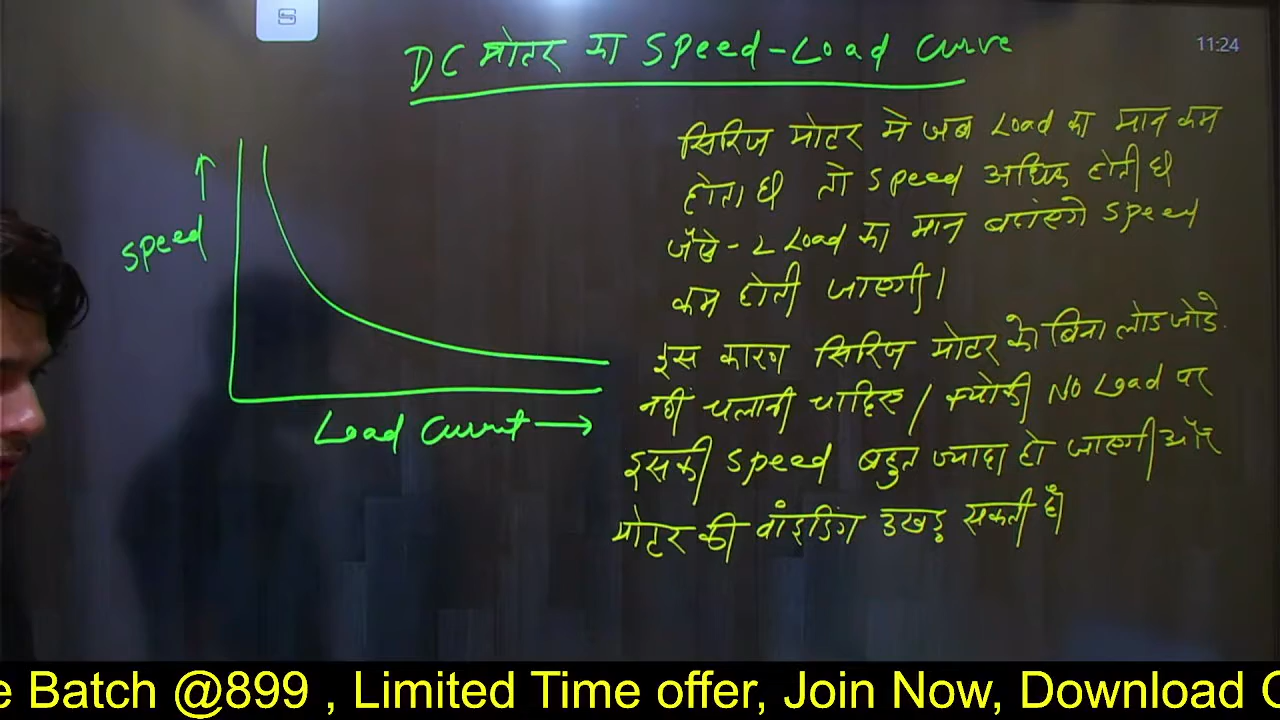 DC मोटर का Speed-Load Curve
11:24
सिरिज मोटर मे जब Load का मान कम
होता है तो speed अधिक होती है
जैसे-2 Load का मान बढ़ाएंगे speed
कम होती जाएगी।
इस कारण सिरिज मोटर को बिना लोड जोडे
नहीं चलानी चाहिए। क्योकी No Load पर
इसकी speed बहुत ज्यादा हो जाएगी और
मोटर की वाइंडिंग उखड़ सकती है
speed
Load Current
e Batch @899 , Limited Time offer, Join Now, Download